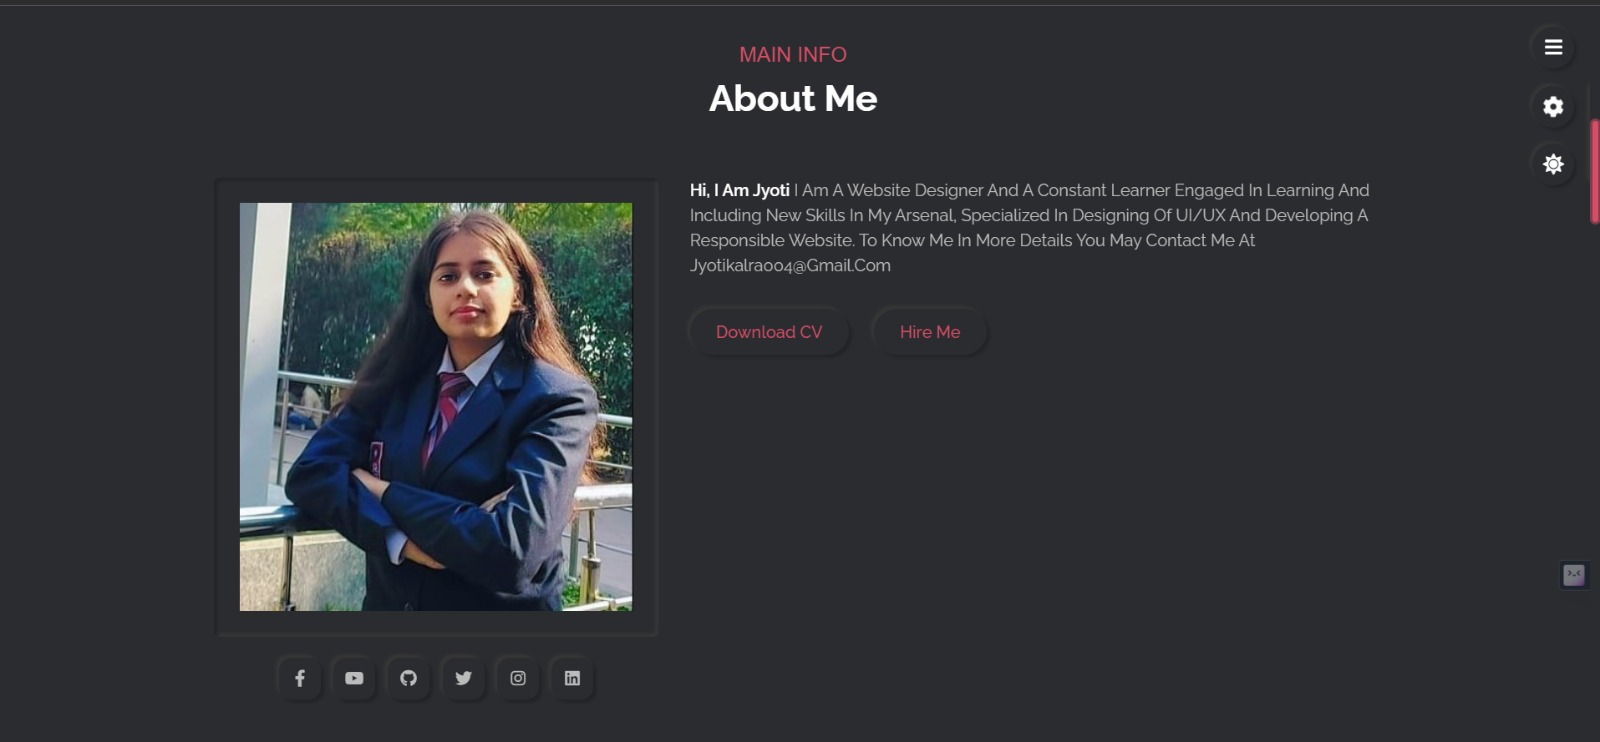 MAIN INFO
About Me
Hi, I Am Jyoti I Am A Website Designer And A Constant Learner Engaged In Learning And
Including New Skills In My Arsenal, Specialized In Designing Of UI/UX And Developing A
Responsible Website. To Know Me In More Details You May Contact Me At
Jyotikalra004@Gmail.Com
Download CV
Hire Me